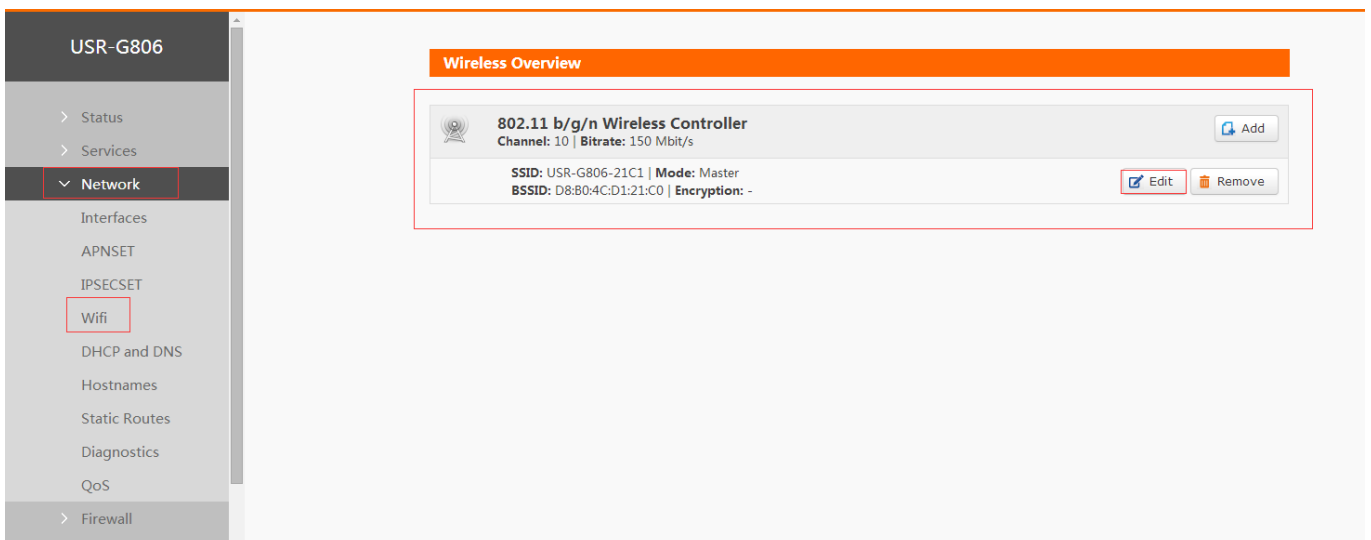 USR-G806
Status
Services
Network
Interfaces
APNSET
IPSECSET
Wifi
DHCP and DNS
Hostnames
Static Routes
Diagnostics
QoS
Firewall
Wireless Overview
802.11 b/g/n Wireless Controller
Channel: 10 | Bitrate: 150 Mbit/s
Add
SSID: USR-G806-21C1 | Mode: Master
BSSID: D8:B0:4C:D1:21:C0 | Encryption: -
Edit
Remove